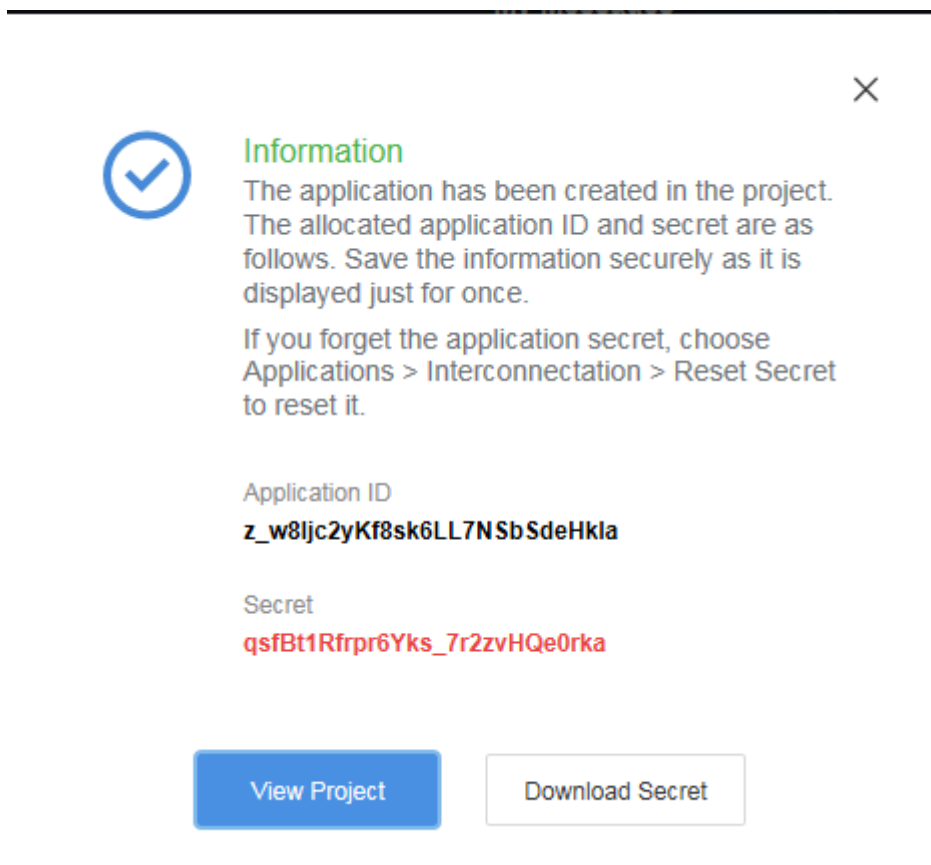 Information
The application has been created in the project.
The allocated application ID and secret are as
follows. Save the information securely as it is
displayed just for once.
If you forget the application secret, choose
Applications > Interconnectation > Reset Secret
to reset it.
Application ID
z_w8ljc2yKf8sk6LL7NSbSdeHkla
Secret
qsfBt1Rfrpr6Yks_7r2zvHQe0rka
View Project
Download Secret